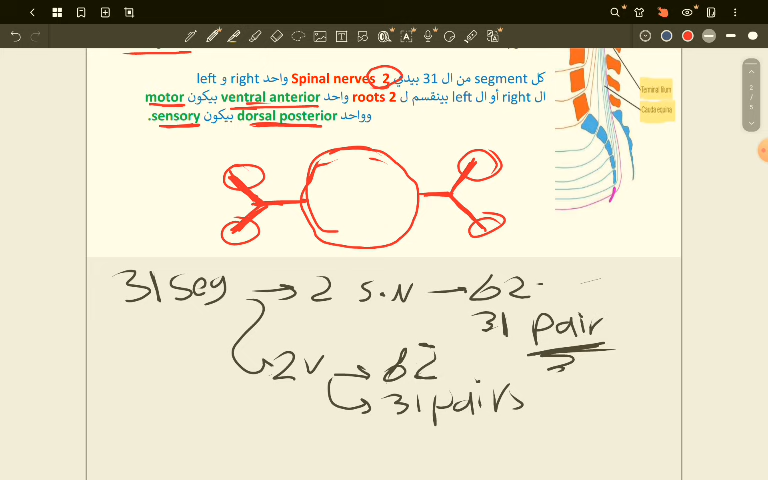 كل segment من ال 31 بيدي 2 Spinal nerves واحد right و left
ال right أو ال left بينقسم ل 2 roots واحد ventral anterior بيكون motor
وواحد dorsal posterior بيكون sensory.
Terminal filum
Cauda equina
31 Seg → 2 S.N → 62
31 pair
2V → 62
31 pairs
2
/
5